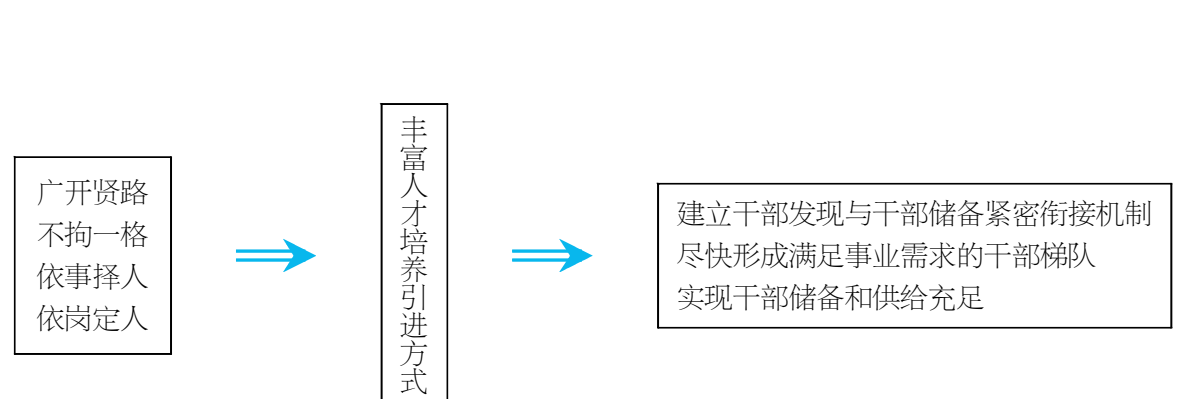 广开贤路
不拘一格
依事择人
依岗定人
丰富人才培养引进方式
建立干部发现与干部储备紧密衔接机制
尽快形成满足事业需求的干部梯队
实现干部储备和供给充足